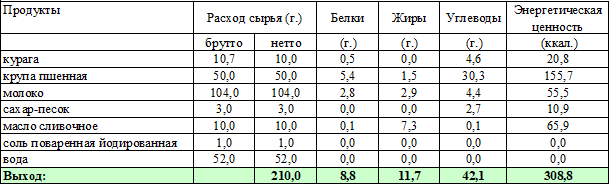 Продукты Расход сырья (г.) Белки Жиры Углеводы Энергетическая ценность
брутто нетто (г.) (г.) (г.) (ккал.)
курага 10,7 10,0 0,5 0,0 4,6 20,8
крупа пшенная 50,0 50,0 5,4 1,5 30,3 155,7
молоко 104,0 104,0 2,8 2,9 4,4 55,5
сахар-песок 3,0 3,0 0,0 0,0 2,7 10,9
масло сливочное 10,0 10,0 0,1 7,3 0,1 65,9
соль поваренная йодированная 1,0 1,0 0,0 0,0 0,0 0,0
вода 52,0 52,0 0,0 0,0 0,0 0,0
Выход: 210,0 8,8 11,7 42,1 308,8